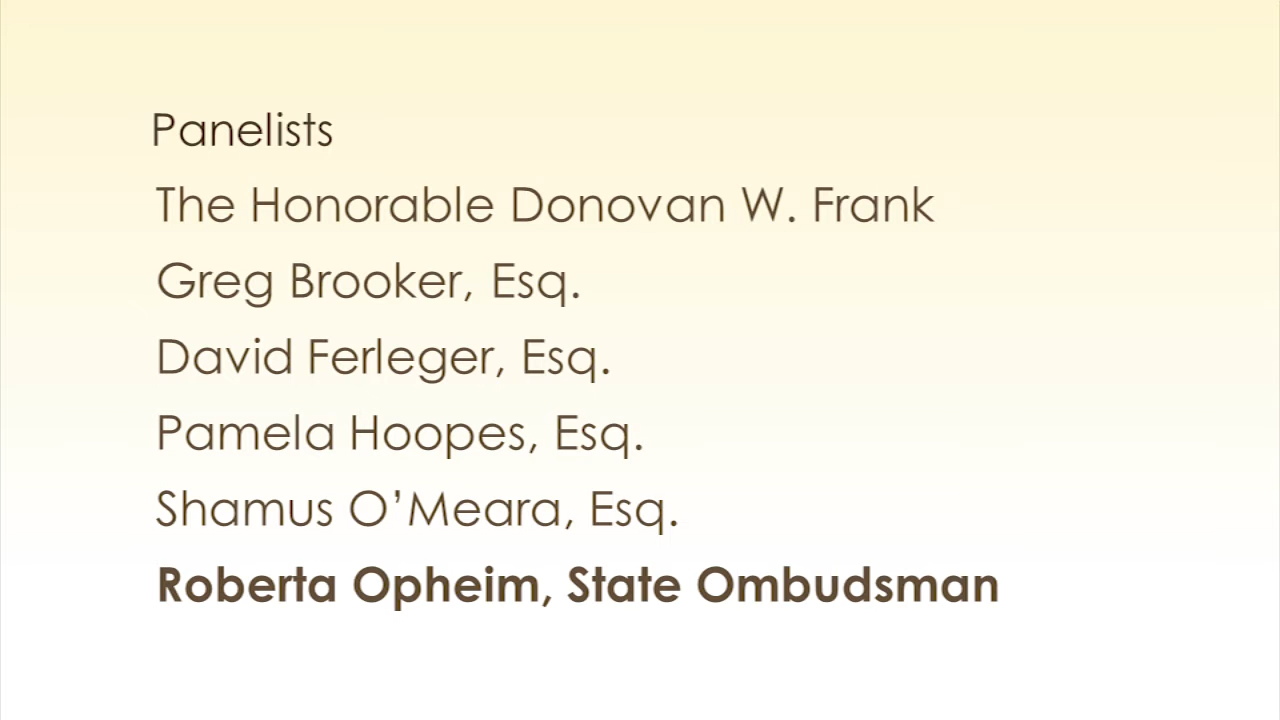 Panelists
The Honorable Donovan W. Frank
Greg Brooker, Esq.
David Ferleger, Esq.
Pamela Hoopes, Esq.
Shamus O’Meara, Esq.
Roberta Opheim, State Ombudsman